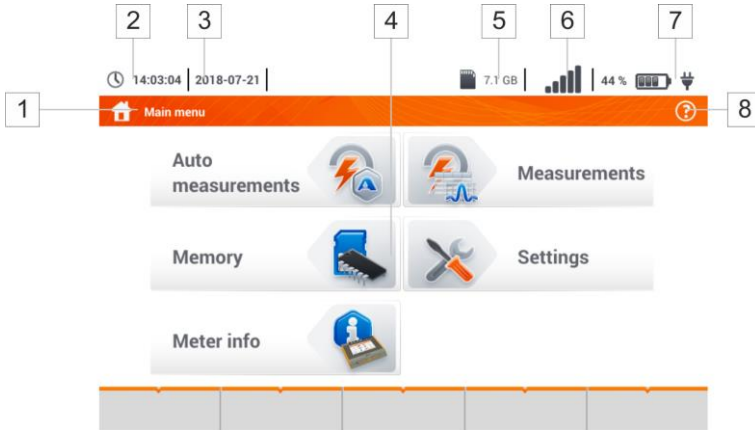 2
3
4
5
6
7
14:03:04
2018-07-21
7.1 GB
44 %
1
Main menu
?
8
Auto
measurements
Measurements
Memory
Settings
Meter info